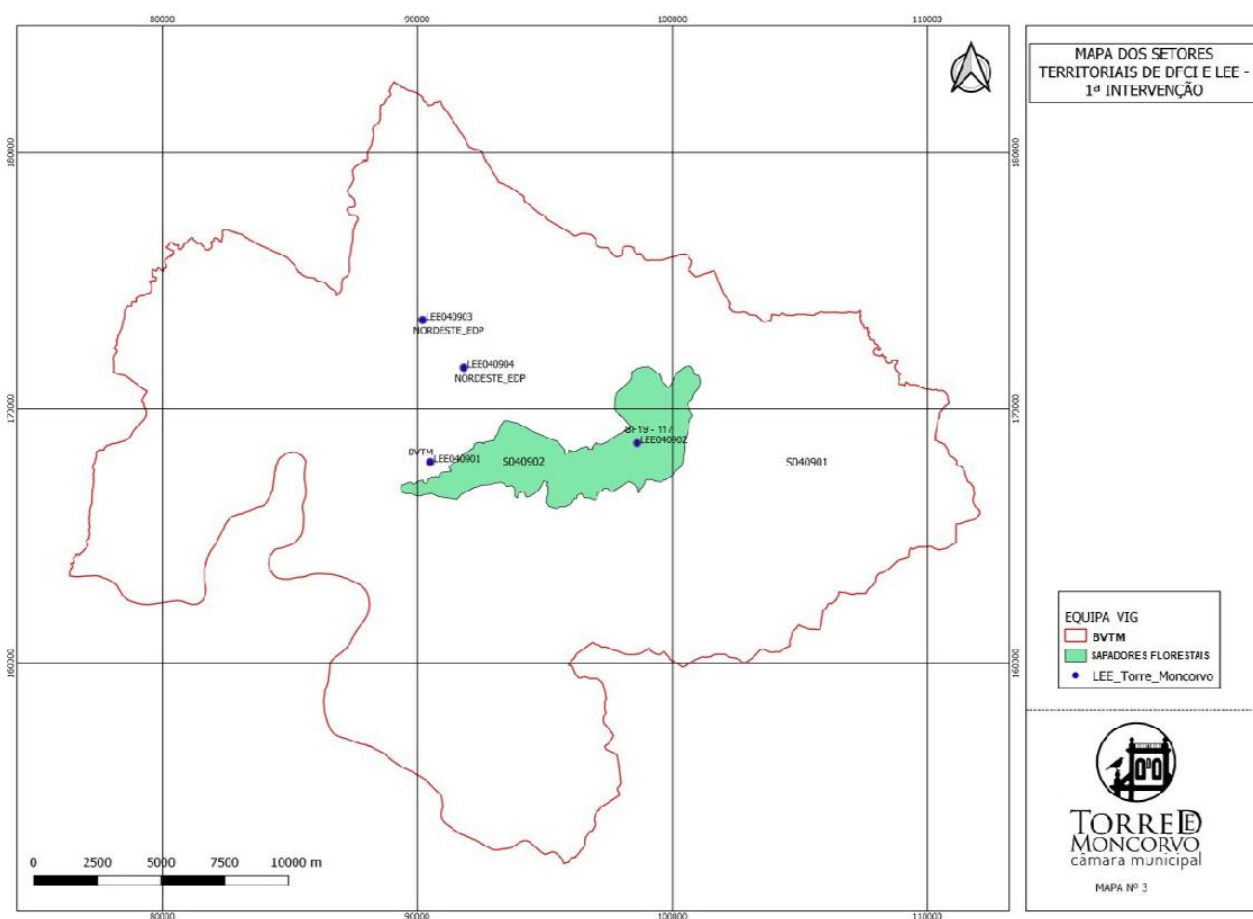 80000 90000 100000 110000
MAPA DOS SETORES
TERRITORIAIS DE DFCI E LEE -
1ª INTERVENÇÃO
180000 180000
LEE040903
NORDESTE_EDP
LEE040904
NORDESTE_EDP
170000 170000
BVTM
LEE040901
S040902
LEE040902
S040901
EQUIPA VIG
BVTM
SAPADORES FLORESTAIS
LEE_Torre_Moncorvo
160000 160000
TORRE DE
MONCORVO
câmara municipal
MAPA Nº 3
0 2500 5000 7500 10000 m
80000 90000 100000 110000